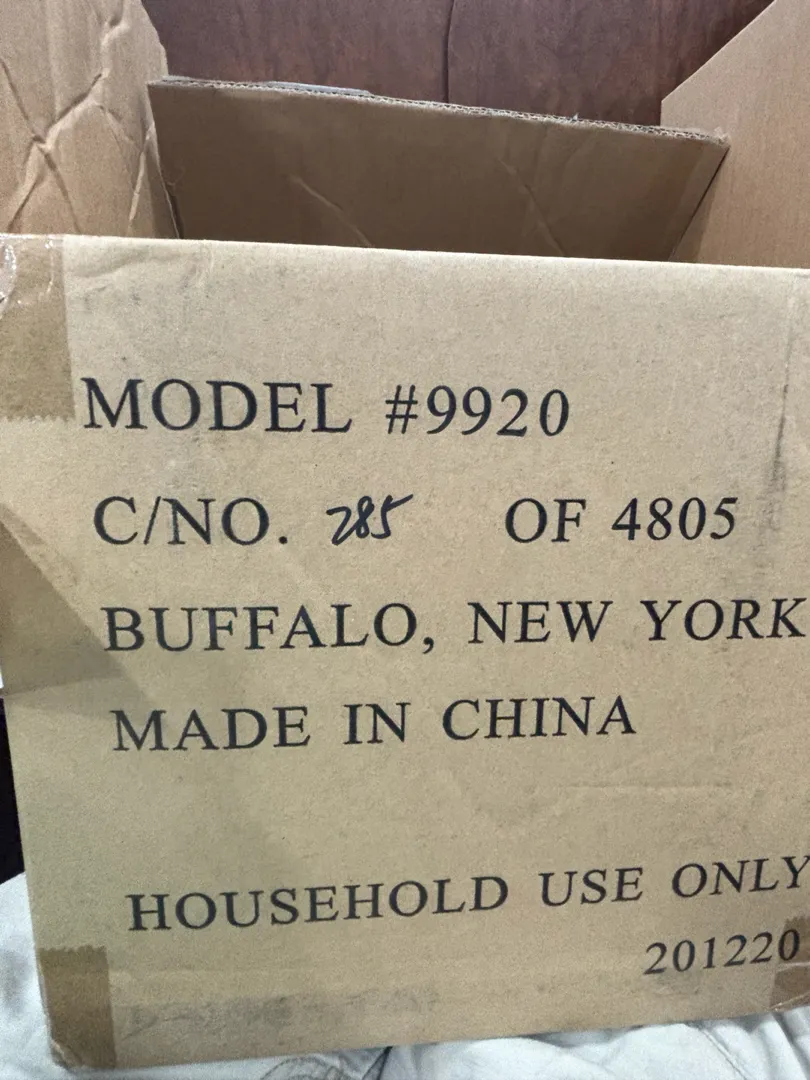 MODEL #9920
C/NO. 285 OF 4805
BUFFALO, NEW YORK
MADE IN CHINA
HOUSEHOLD USE ONLY
201220